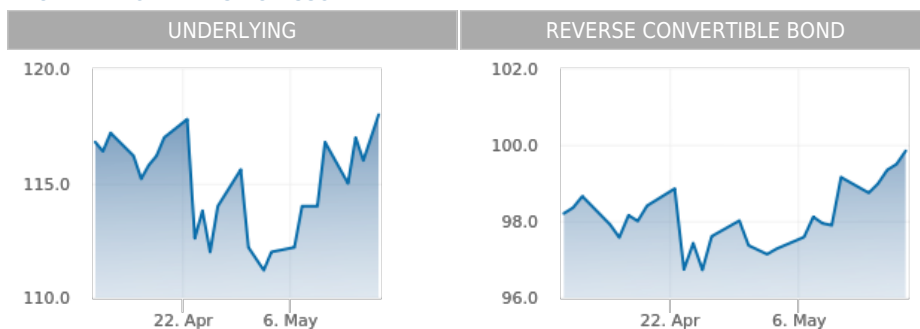 UNDERLYING
REVERSE CONVERTIBLE BOND
120.0
115.0
110.0
22. Apr
6. May
102.0
100.0
98.0
96.0
22. Apr
6. May